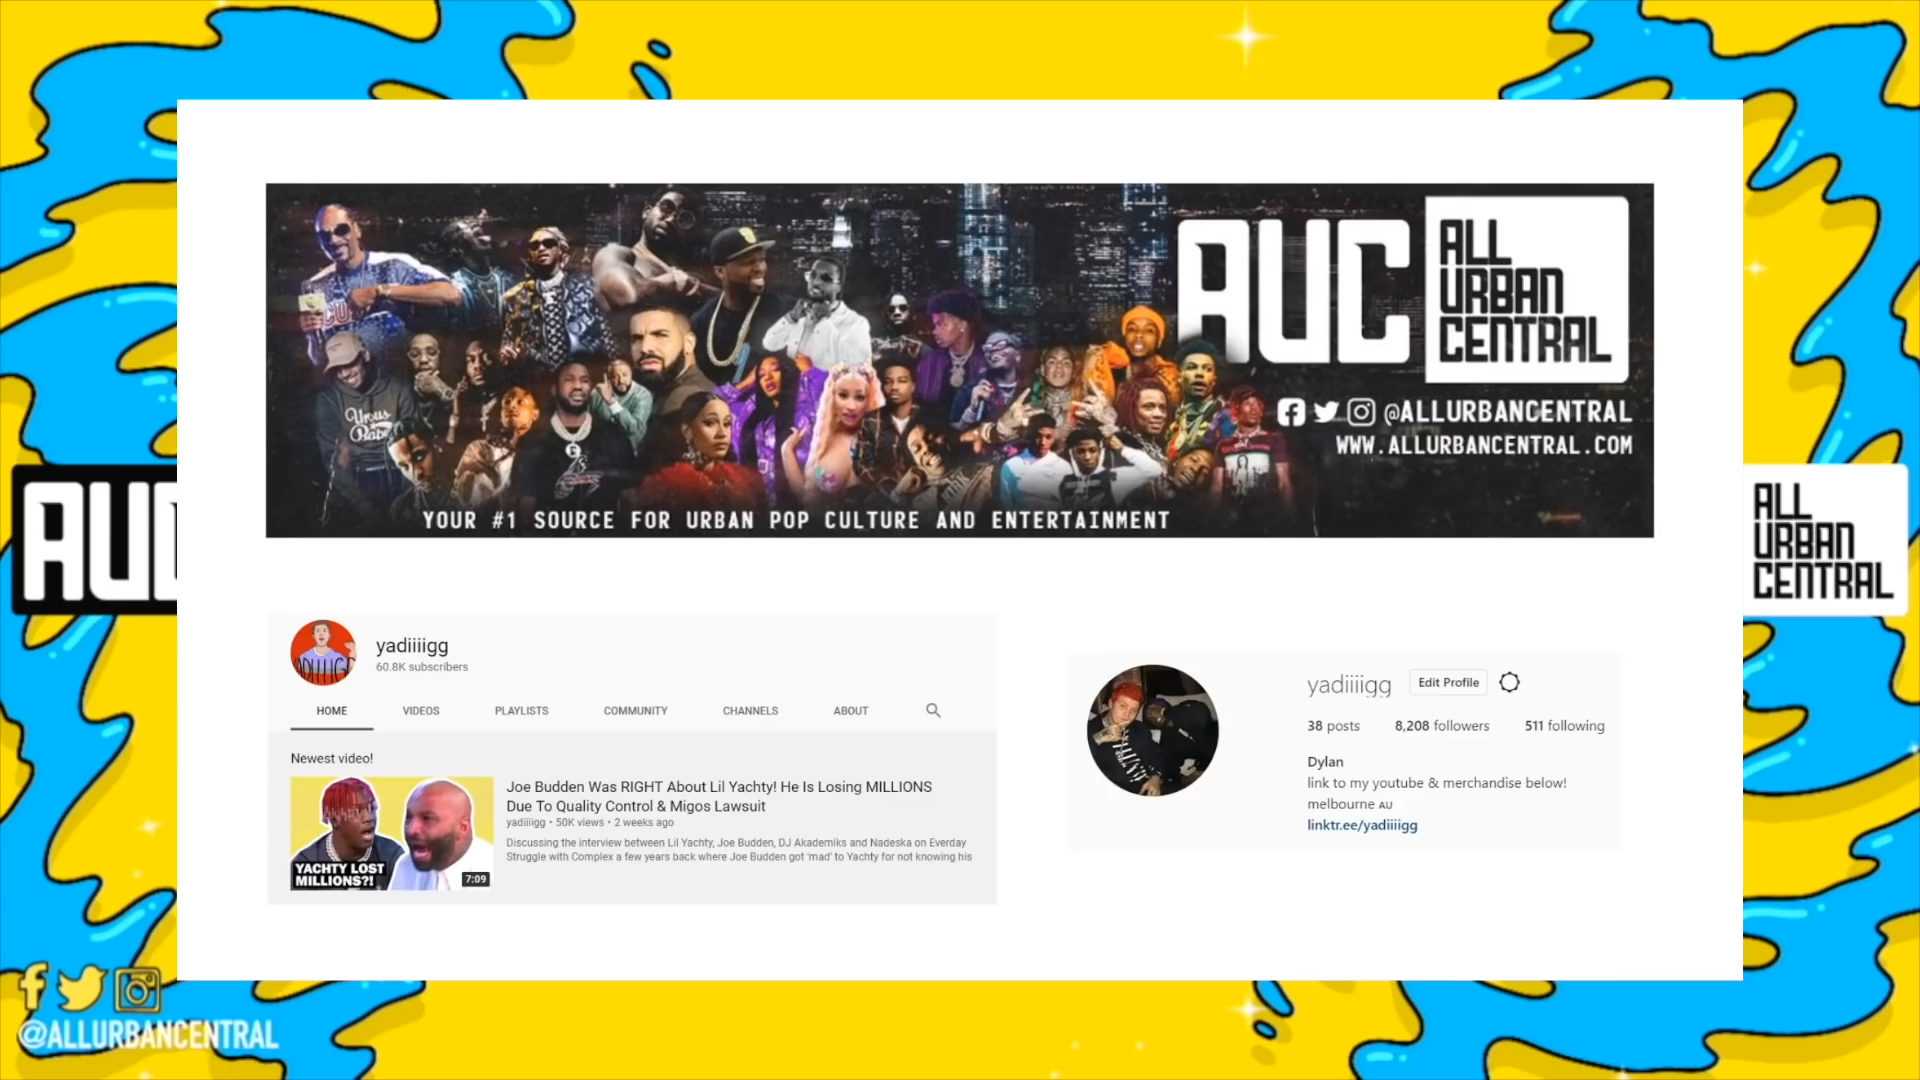 AUC
ALL
URBAN
CENTRAL
@ALLURBANCENTRAL
WWW.ALLURBANCENTRAL.COM
YOUR #1 SOURCE FOR URBAN POP CULTURE AND ENTERTAINMENT
AUC
ALL
URBAN
CENTRAL
yadiiiigg
60.8K subscribers
HOME VIDEOS PLAYLISTS COMMUNITY CHANNELS ABOUT
Newest video!
Joe Budden Was RIGHT About Lil Yachty! He Is Losing MILLIONS
Due To Quality Control & Migos Lawsuit
yadiiiigg • 50K views • 2 weeks ago
Discussing the interview between Lil Yachty, Joe Budden, DJ Akademiks and Nadeska on Everday
Struggle with Complex a few years back where Joe Budden got 'mad' to Yachty for not knowing his
YACHTY LOST
MILLIONS?!
7:09
yadiiiigg Edit Profile
38 posts 8,208 followers 511 following
Dylan
link to my youtube & merchandise below!
melbourne AU
linktr.ee/yadiiiigg
@ALLURBANCENTRAL